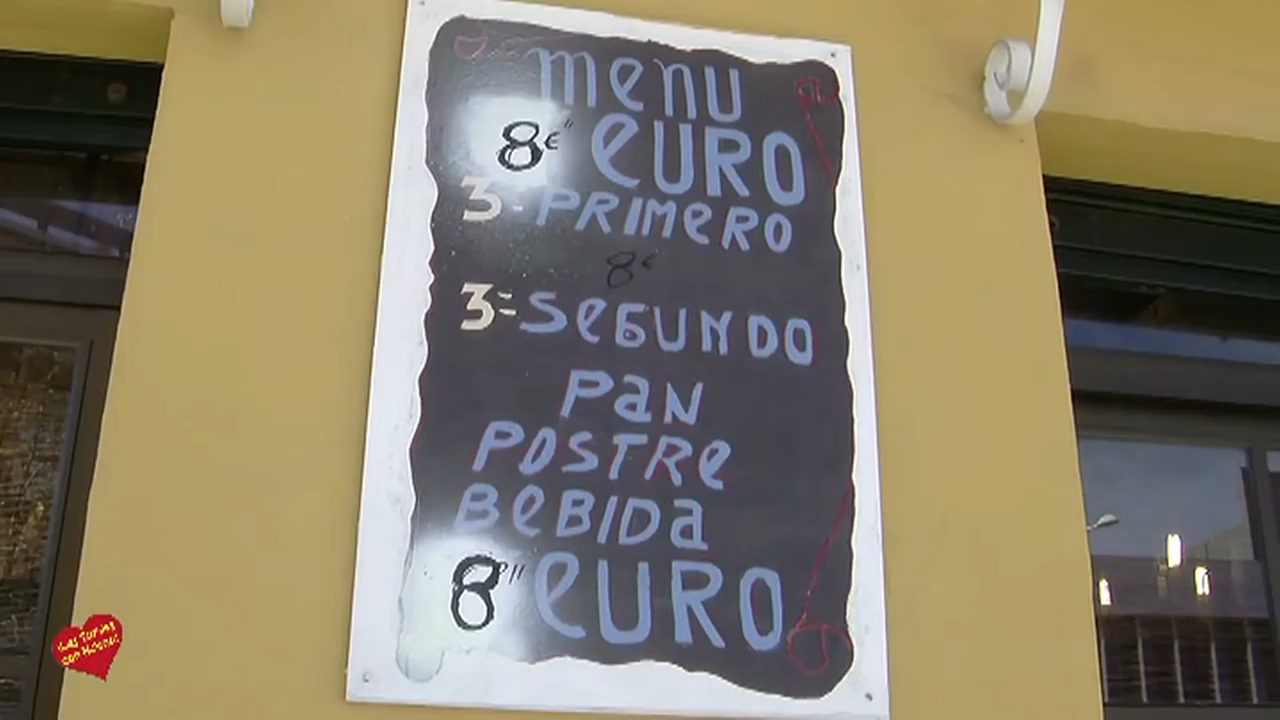 menu
8€" euRO
3=PRIMeRO
8€
3=SeGUNDO
PaN
POSTRe
BeBIDa
8" euRO